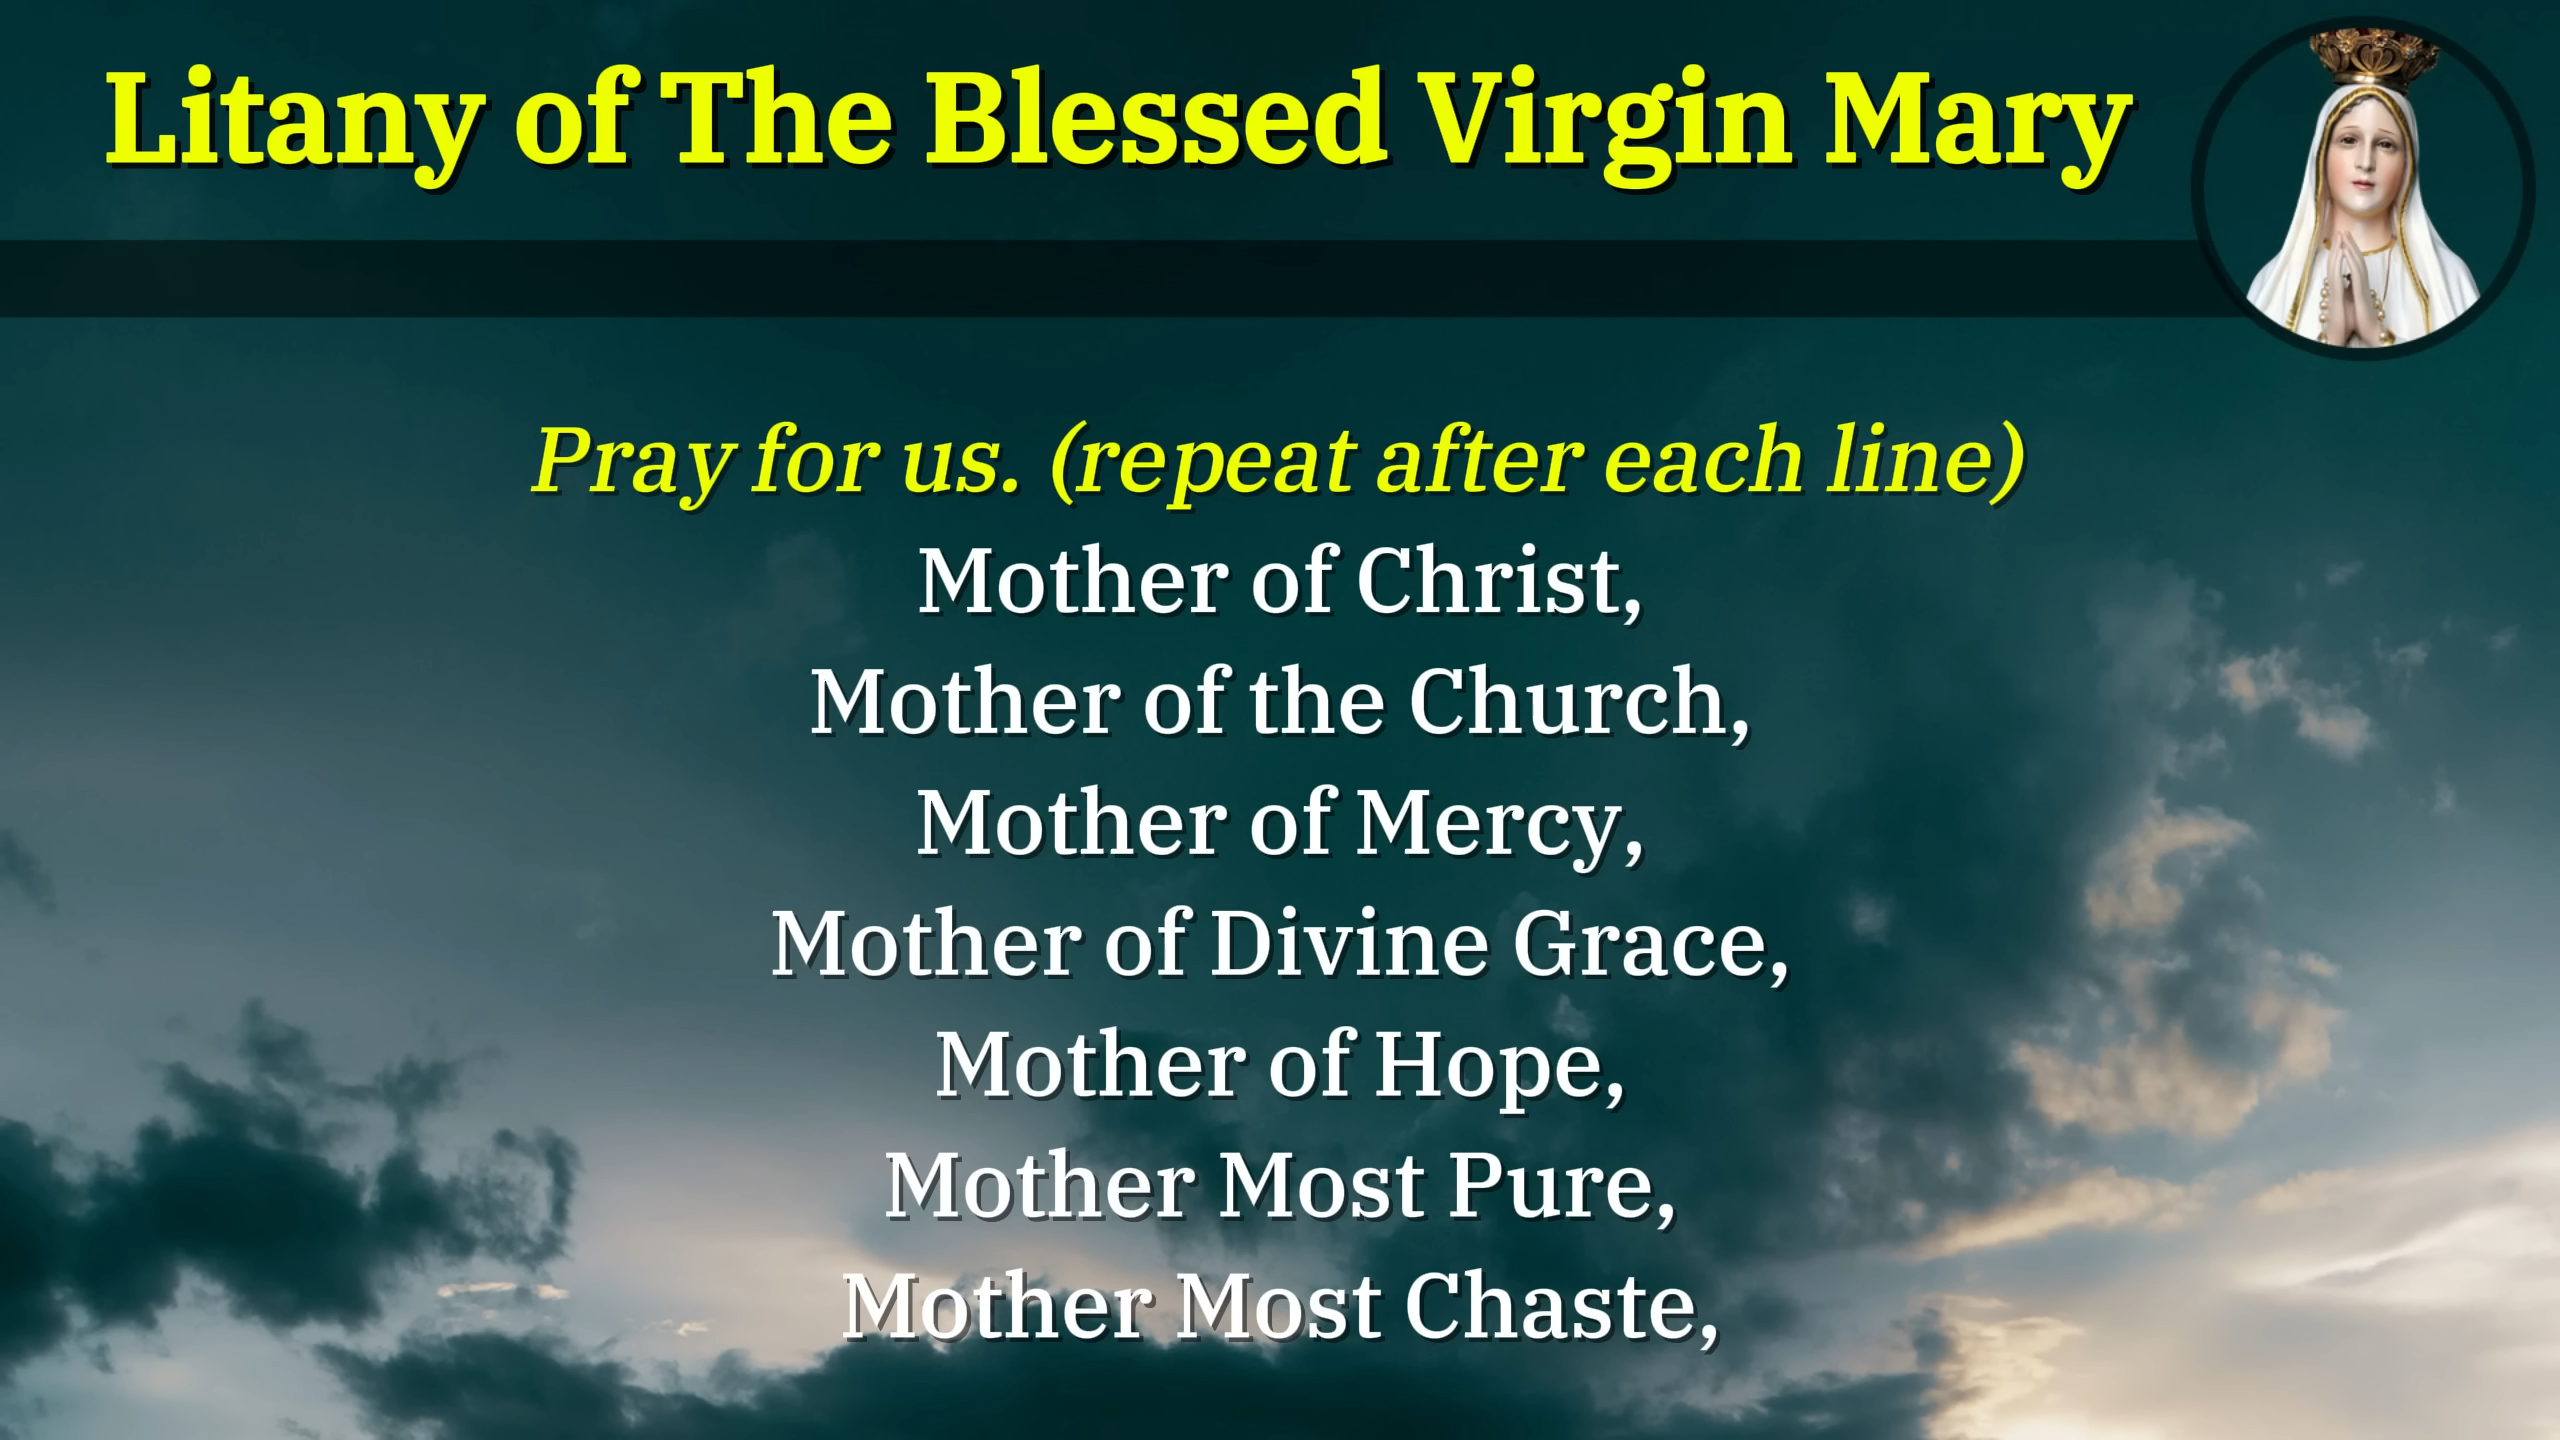 Litany of The Blessed Virgin Mary
Pray for us. (repeat after each line)
Mother of Christ,
Mother of the Church,
Mother of Mercy,
Mother of Divine Grace,
Mother of Hope,
Mother Most Pure,
Mother Most Chaste,